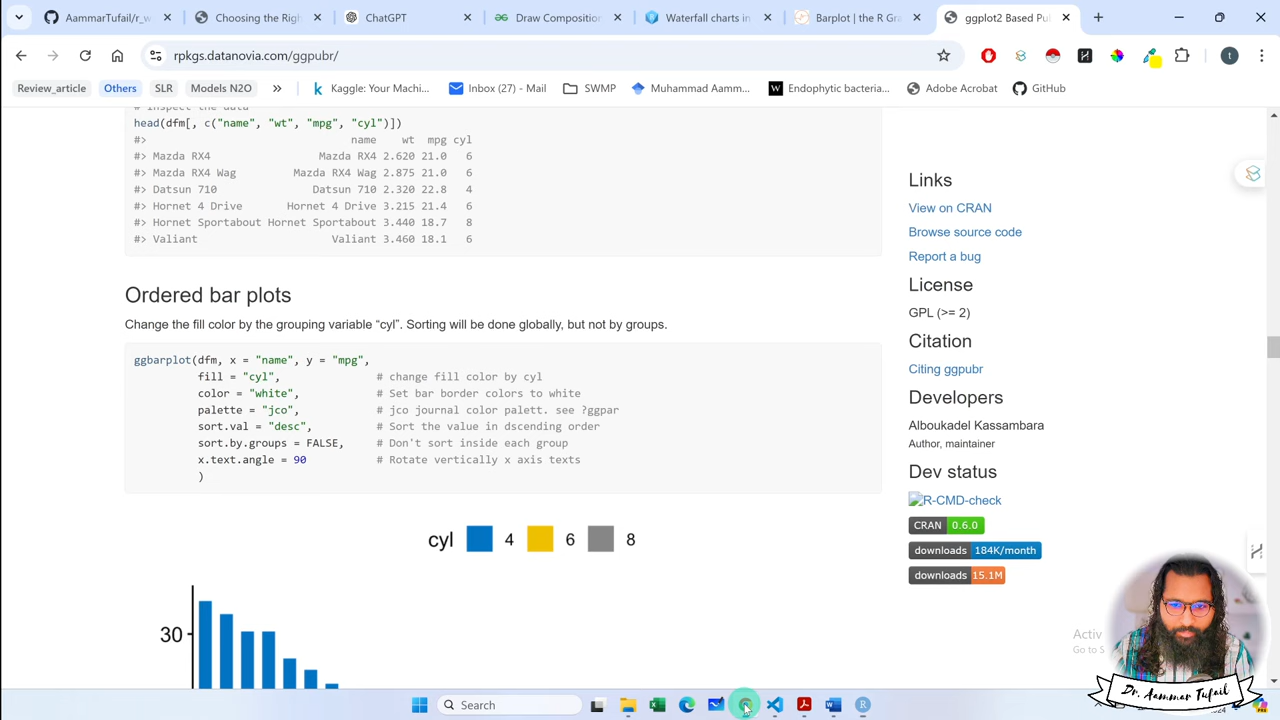 AammarTufail/r_w
Choosing the Righ
ChatGPT
Draw Composition
Waterfall charts in
Barplot | the R Gra
ggplot2 Based Pu
rpkgs.datanovia.com/ggpubr/
Review_article
Others
SLR
Models N2O
Kaggle: Your Machi...
Inbox (27) - Mail
SWMP
Muhammad Aamm...
Endophytic bacteria...
Adobe Acrobat
GitHub
# Inspect the data
head(dfm[, c("name", "wt", "mpg", "cyl")])
#> name wt mpg cyl
#> Mazda RX4 Mazda RX4 2.620 21.0 6
#> Mazda RX4 Wag Mazda RX4 Wag 2.875 21.0 6
#> Datsun 710 Datsun 710 2.320 22.8 4
#> Hornet 4 Drive Hornet 4 Drive 3.215 21.4 6
#> Hornet Sportabout Hornet Sportabout 3.440 18.7 8
#> Valiant Valiant 3.460 18.1 6
Ordered bar plots
Change the fill color by the grouping variable “cyl”. Sorting will be done globally, but not by groups.
ggbarplot(dfm, x = "name", y = "mpg",
fill = "cyl", # change fill color by cyl
color = "white", # Set bar border colors to white
palette = "jco", # jco journal color palett. see ?ggpar
sort.val = "desc", # Sort the value in dscending order
sort.by.groups = FALSE, # Don't sort inside each group
x.text.angle = 90 # Rotate vertically x axis texts
)
cyl 4 6 8
30
Links
View on CRAN
Browse source code
Report a bug
License
GPL (>= 2)
Citation
Citing ggpubr
Developers
Alboukadel Kassambara
Author, maintainer
Dev status
R-CMD-check
CRAN 0.6.0
downloads 184K/month
downloads 15.1M
Activ
Go to S
Dr. Aammar Tufail
Search